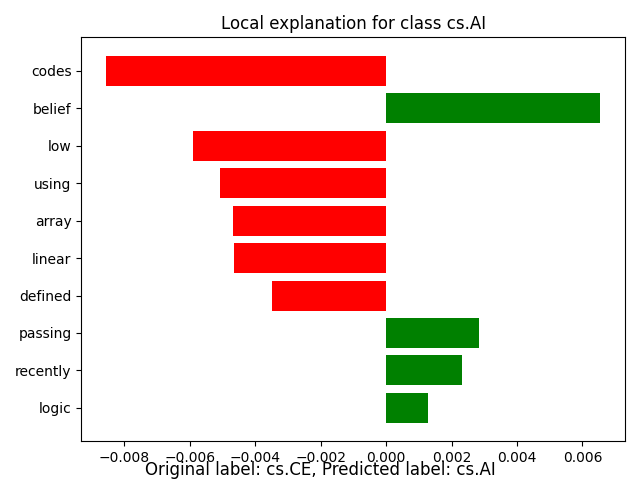 Local explanation for class cs.AI
codes
belief
low
using
array
linear
defined
passing
recently
logic
−0.008 −0.006 −0.004 −0.002 0.000 0.002 0.004 0.006
Original label: cs.CE, Predicted label: cs.AI